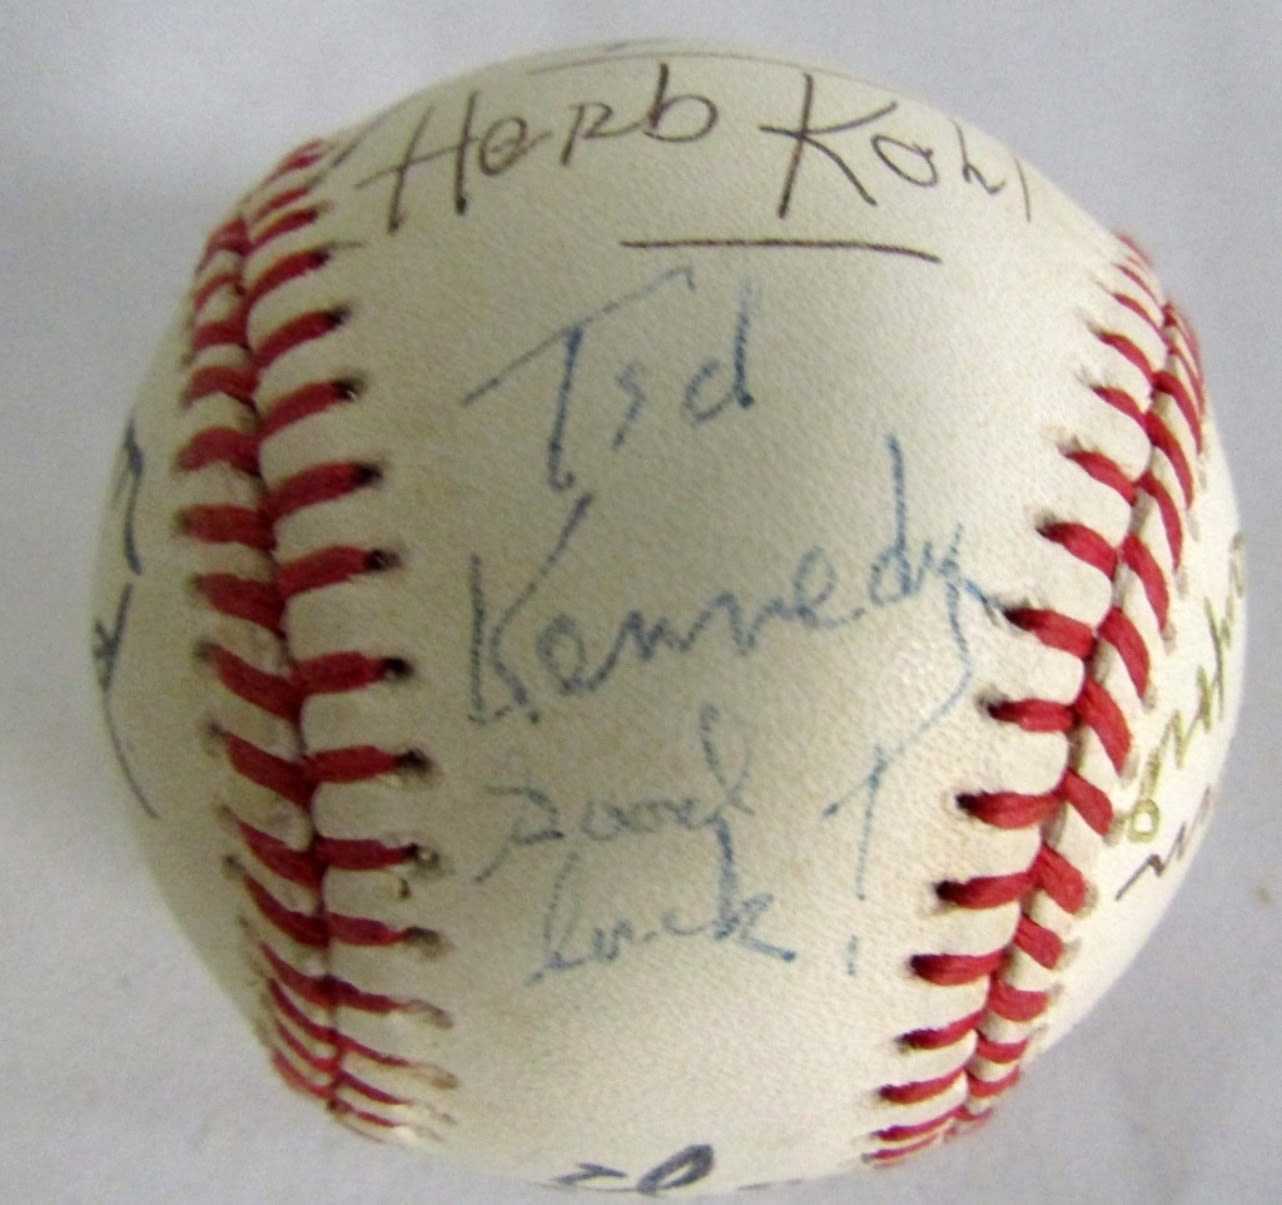 Herb Kohl
Ted
Kennedy
Good
luck!